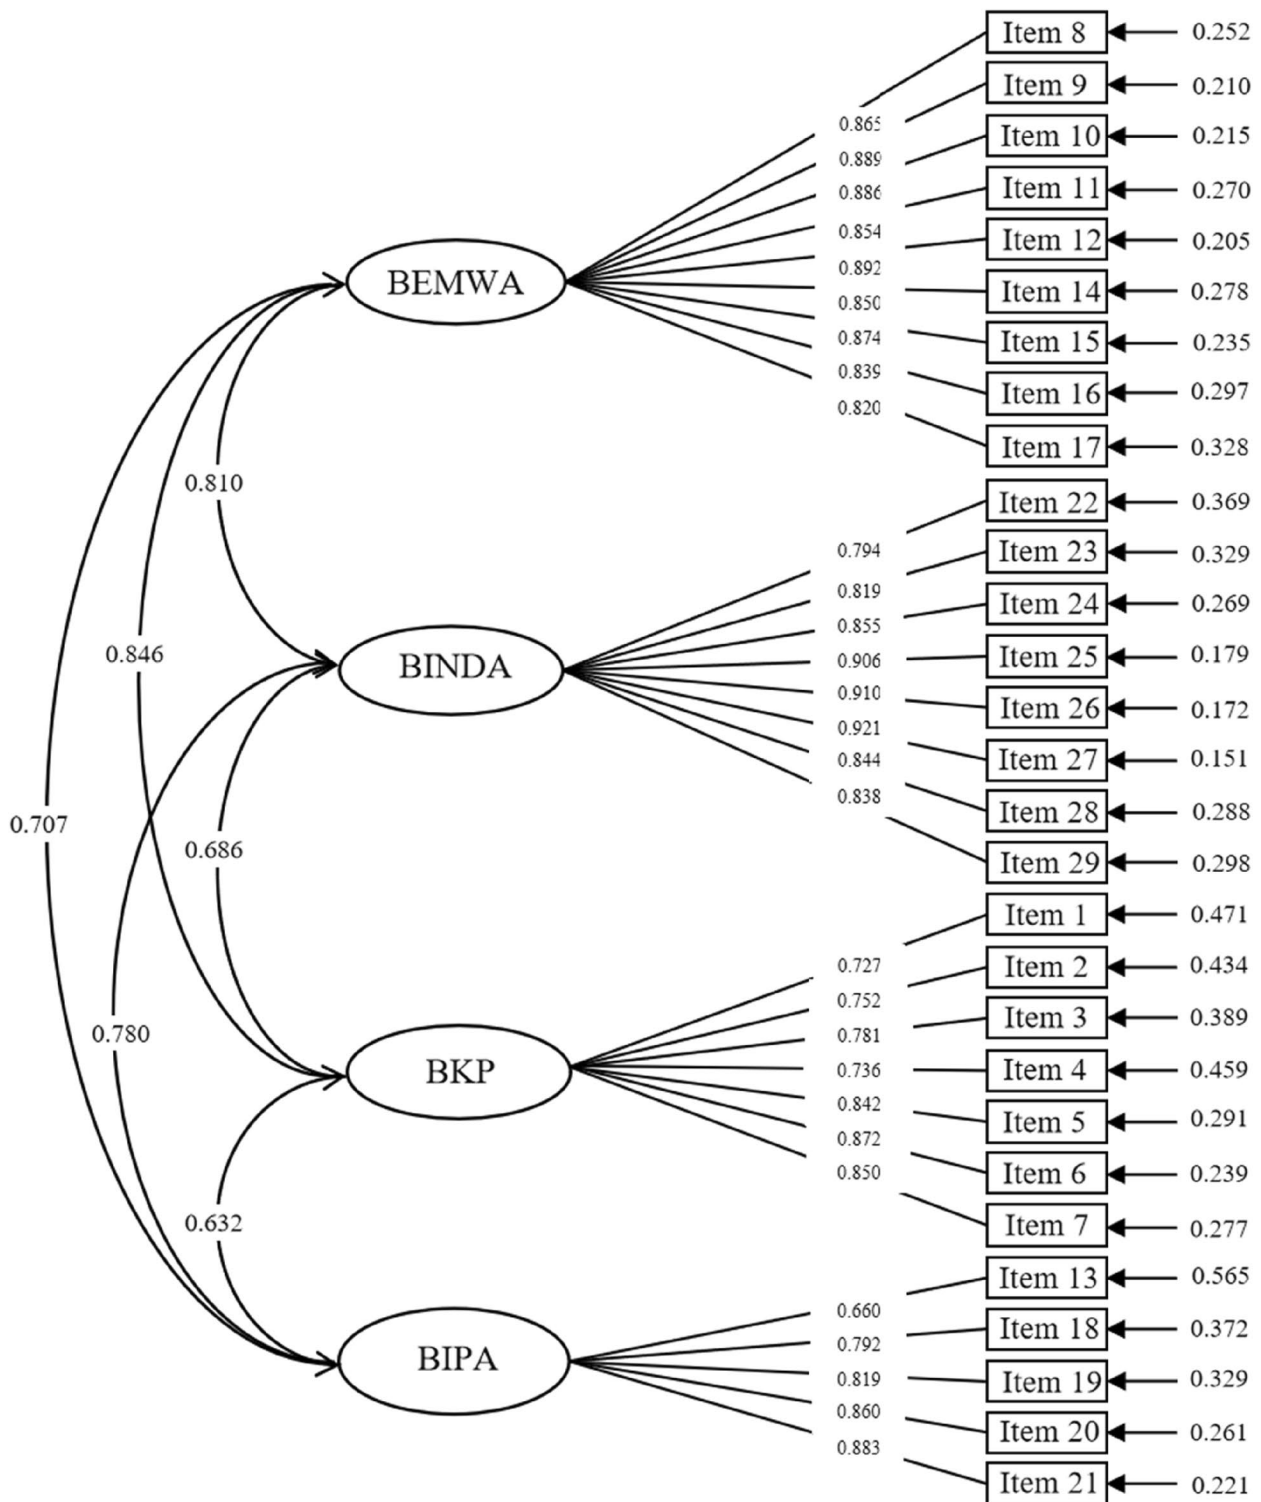 Item 8 0.252
Item 9 0.210
0.865
Item 10 0.215
0.889
Item 11 0.270
0.886
0.854
Item 12 0.205
0.892
BEMWA
Item 14 0.278
0.850
0.874
Item 15 0.235
0.839
Item 16 0.297
0.820
Item 17 0.328
0.810
Item 22 0.369
0.794
Item 23 0.329
0.819
Item 24 0.269
0.855
0.846
Item 25 0.179
0.906
BINDA
0.910
Item 26 0.172
0.921
Item 27 0.151
0.844
0.838
Item 28 0.288
0.707
0.686
Item 29 0.298
Item 1 0.471
0.727
Item 2 0.434
0.752
Item 3 0.389
0.780
0.781
0.736
BKP
Item 4 0.459
0.842
Item 5 0.291
0.872
0.850
Item 6 0.239
0.632
Item 7 0.277
Item 13 0.565
0.660
Item 18 0.372
0.792
BIPA
0.819
Item 19 0.329
0.860
Item 20 0.261
0.883
Item 21 0.221